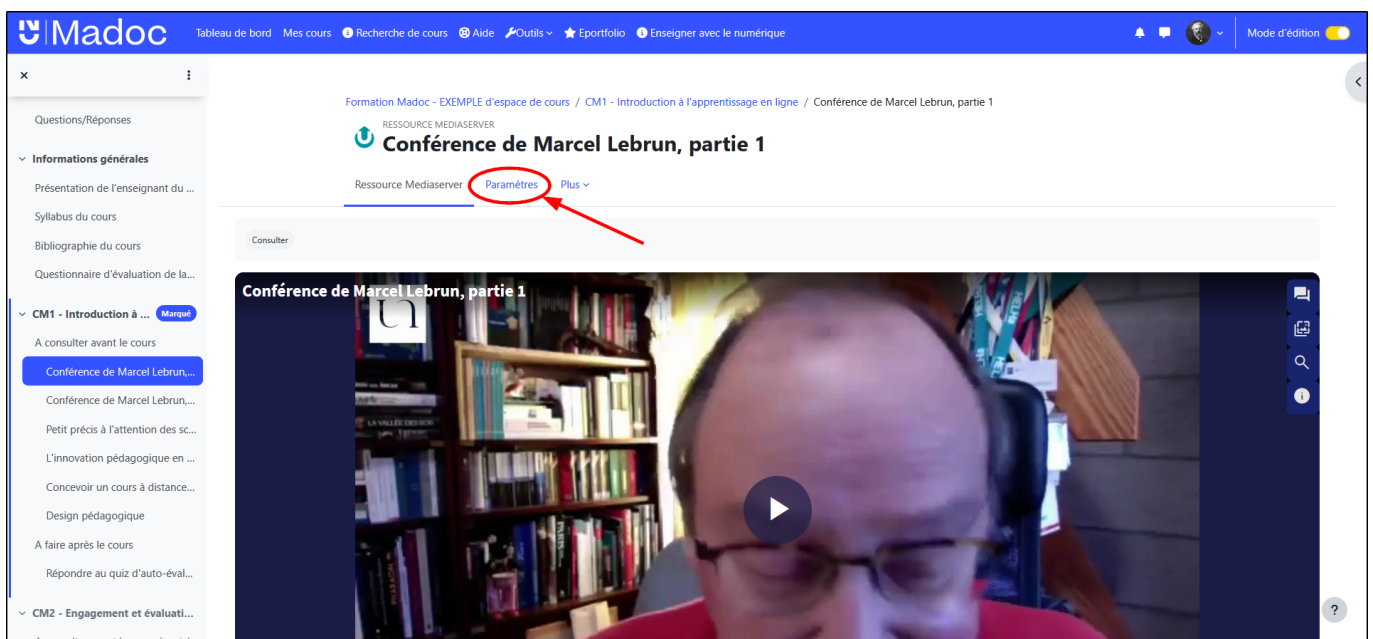 Madoc
Tableau de bord Mes cours Recherche de cours Aide Outils Eportfolio Enseigner avec le numérique Mode d'édition
Questions/Réponses
Informations générales
Présentation de l'enseignant du ...
Syllabus du cours
Bibliographie du cours
Questionnaire d'évaluation de la...
CM1 - Introduction à ... Marqué
A consulter avant le cours
Conférence de Marcel Lebrun,...
Conférence de Marcel Lebrun,...
Petit précis à l'attention des sc...
L'innovation pédagogique en ...
Concevoir un cours à distance...
Design pédagogique
A faire après le cours
Répondre au quiz d'auto-éval...
CM2 - Engagement et évaluati...
Formation Madoc - EXEMPLE d'espace de cours / CM1 - Introduction à l'apprentissage en ligne / Conférence de Marcel Lebrun, partie 1
RESSOURCE MEDIASERVER
Conférence de Marcel Lebrun, partie 1
Ressource Mediaserver Paramètres Plus
Consulter
Conférence de Marcel Lebrun, partie 1
?